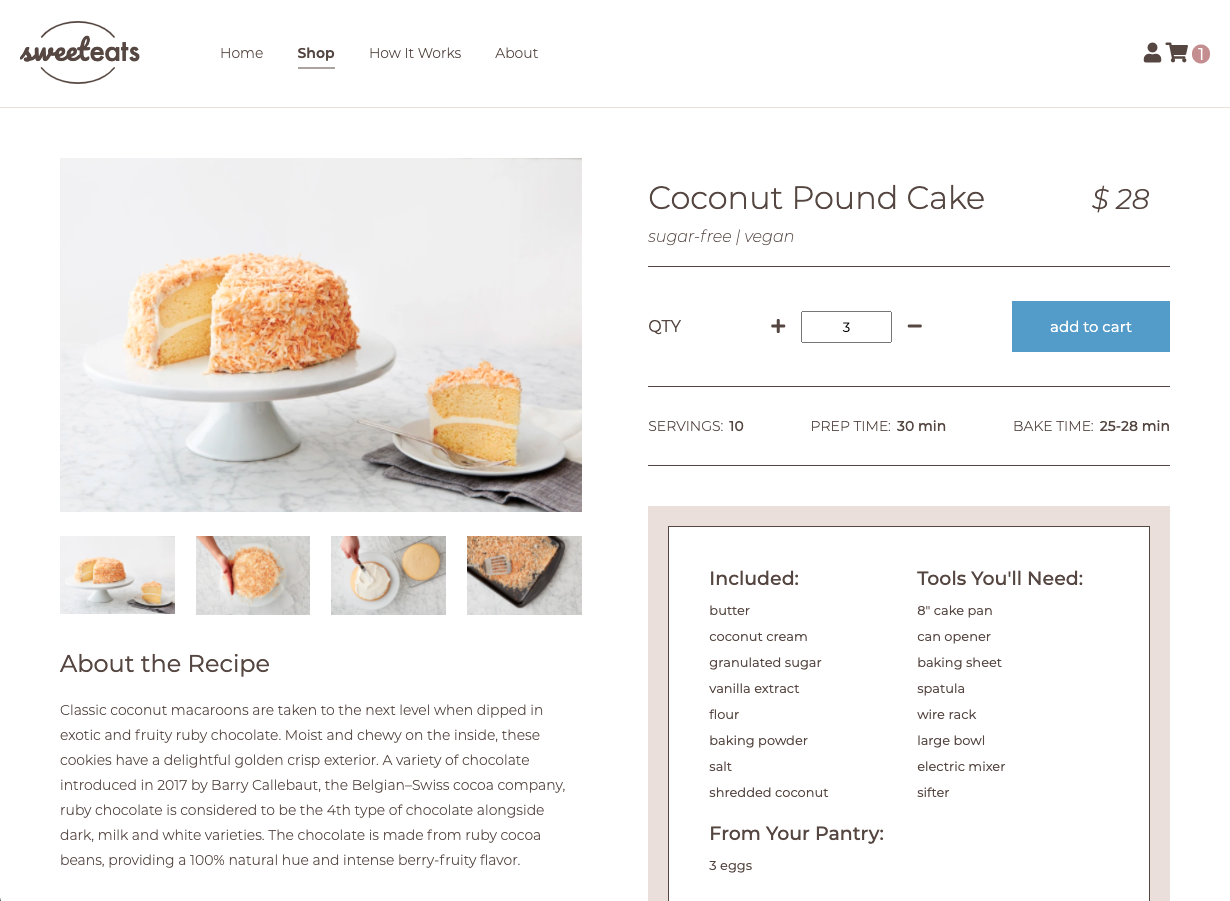 sweeteats
Home Shop How It Works About
1
Coconut Pound Cake $ 28
sugar-free | vegan
QTY + 3 − add to cart
SERVINGS: 10 PREP TIME: 30 min BAKE TIME: 25-28 min
About the Recipe
Classic coconut macaroons are taken to the next level when dipped in
exotic and fruity ruby chocolate. Moist and chewy on the inside, these
cookies have a delightful golden crisp exterior. A variety of chocolate
introduced in 2017 by Barry Callebaut, the Belgian–Swiss cocoa company,
ruby chocolate is considered to be the 4th type of chocolate alongside
dark, milk and white varieties. The chocolate is made from ruby cocoa
beans, providing a 100% natural hue and intense berry-fruity flavor.
Included:
butter
coconut cream
granulated sugar
vanilla extract
flour
baking powder
salt
shredded coconut
Tools You'll Need:
8" cake pan
can opener
baking sheet
spatula
wire rack
large bowl
electric mixer
sifter
From Your Pantry:
3 eggs